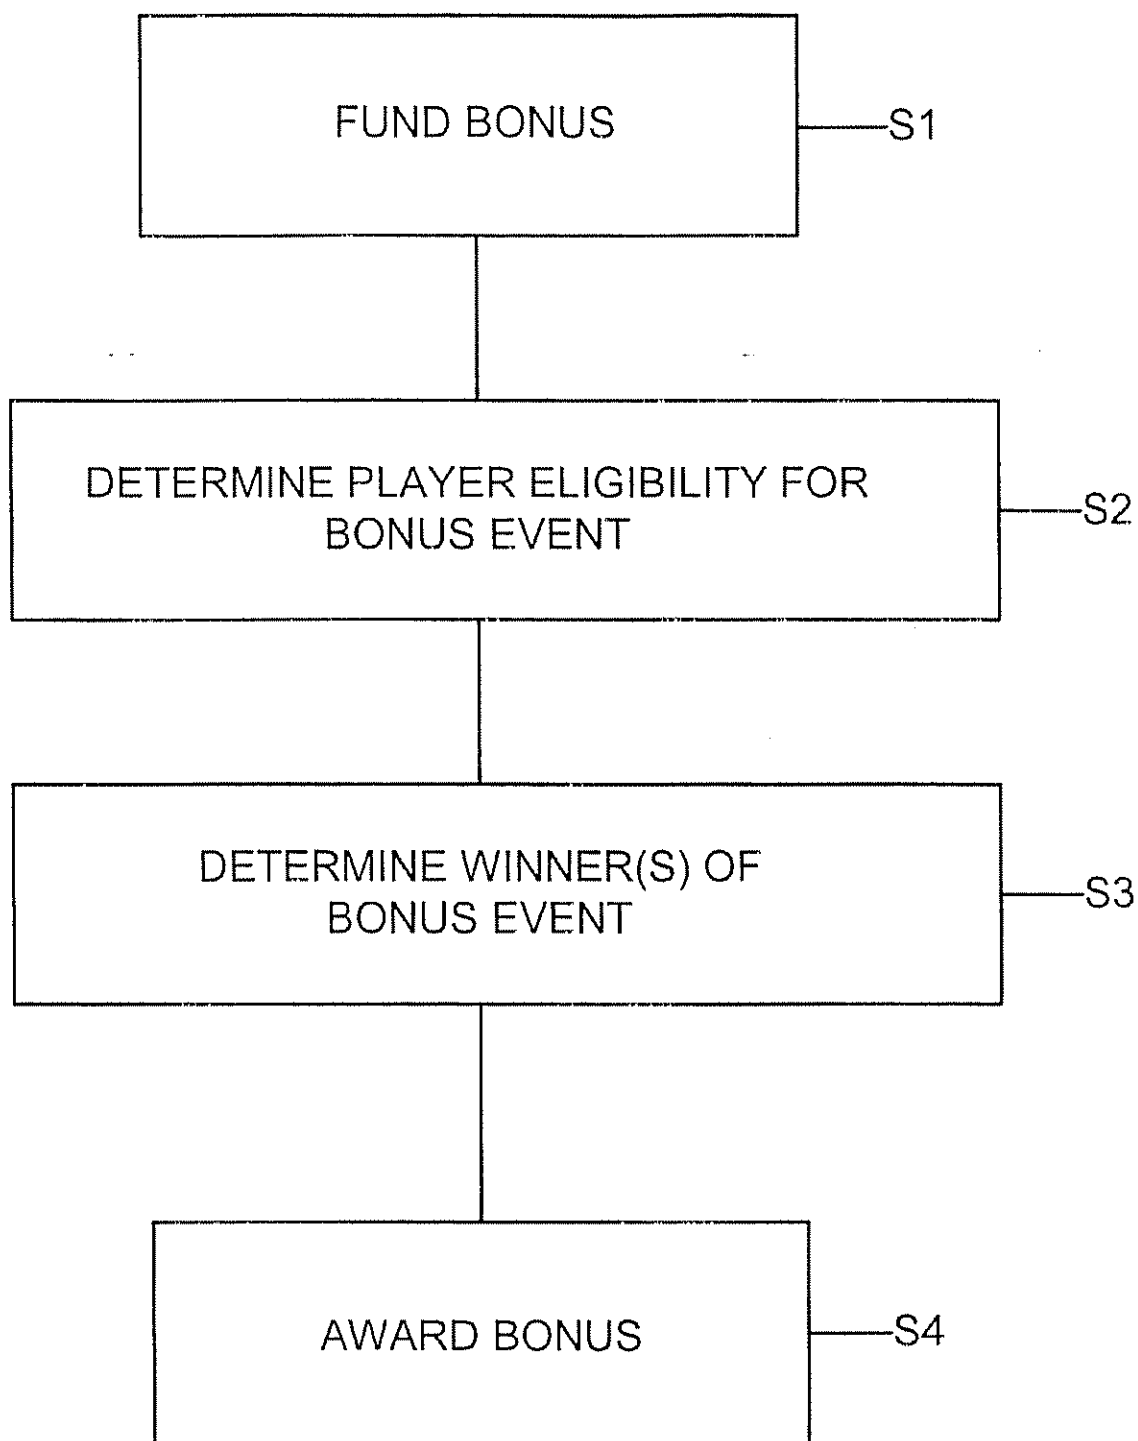 FUND BONUS
S1
DETERMINE PLAYER ELIGIBILITY FOR
BONUS EVENT
S2
DETERMINE WINNER(S) OF
BONUS EVENT
S3
AWARD BONUS
S4